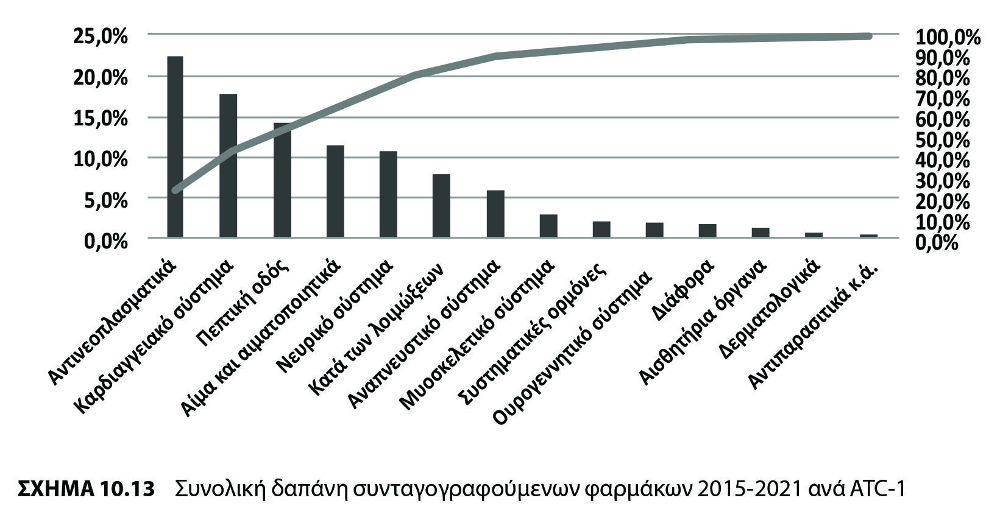 25,0%
20,0%
15,0%
10,0%
5,0%
0,0%
100,0%
90,0%
80,0%
70,0%
60,0%
50,0%
40,0%
30,0%
20,0%
10,0%
0,0%
Αντινεοπλασματικά
Καρδιαγγειακό σύστημα
Πεπτική οδός
Αίμα και αιματοποιητικά
Νευρικό σύστημα
Κατά των λοιμώξεων
Αναπνευστικό σύστημα
Μυοσκελετικό σύστημα
Συστηματικές ορμόνες
Ουρογεννητικό σύστημα
Διάφορα
Αισθητήρια όργανα
Δερματολογικά
Αντιπαρασιτικά κ.ά.
ΣΧΗΜΑ 10.13 Συνολική δαπάνη συνταγογραφούμενων φαρμάκων 2015-2021 ανά ATC-1